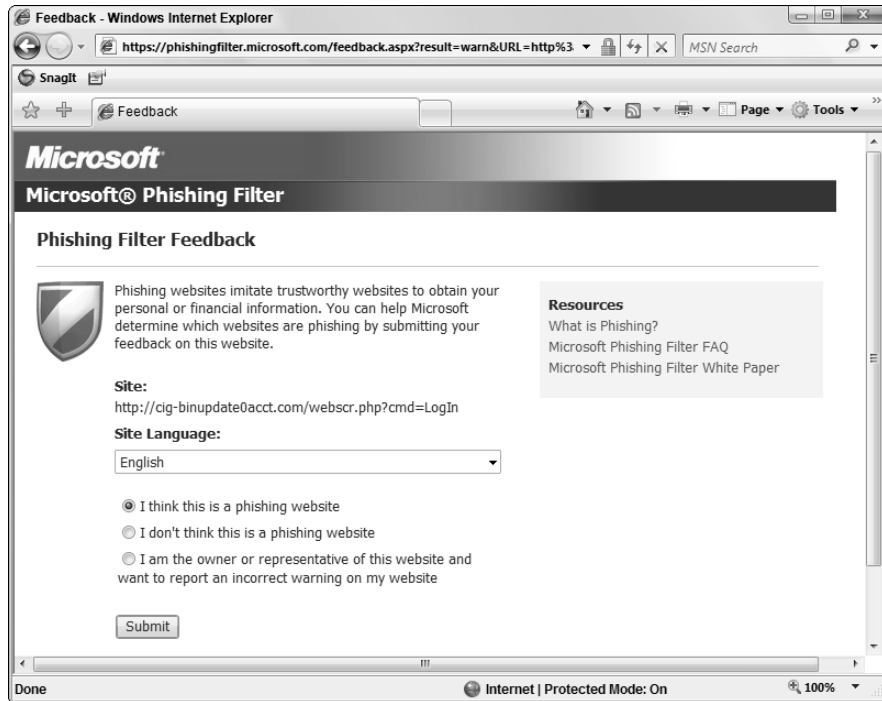 Feedback - Windows Internet Explorer
https://phishingfilter.microsoft.com/feedback.aspx?result=warn&URL=http%3
MSN Search
SnagIt
Feedback
Page
Tools
Microsoft
Microsoft® Phishing Filter
Phishing Filter Feedback
Phishing websites imitate trustworthy websites to obtain your
personal or financial information. You can help Microsoft
determine which websites are phishing by submitting your
feedback on this website.
Resources
What is Phishing?
Microsoft Phishing Filter FAQ
Microsoft Phishing Filter White Paper
Site:
http://cig-binupdate0acct.com/webscr.php?cmd=LogIn
Site Language:
English
I think this is a phishing website
I don't think this is a phishing website
I am the owner or representative of this website and
want to report an incorrect warning on my website
Submit
Done
Internet | Protected Mode: On
100%